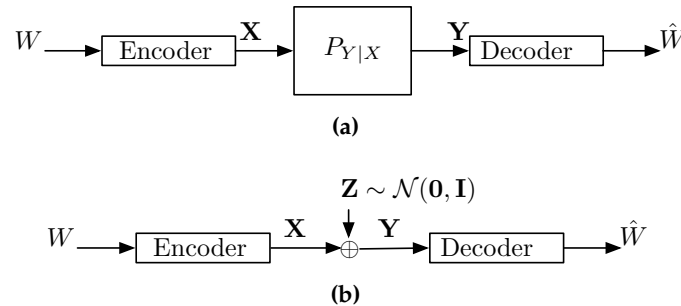 W Encoder X P_{Y|X} Y Decoder Ŵ
(a)
Z ∼ N(0, I)
W Encoder X ⊕ Y Decoder Ŵ
(b)